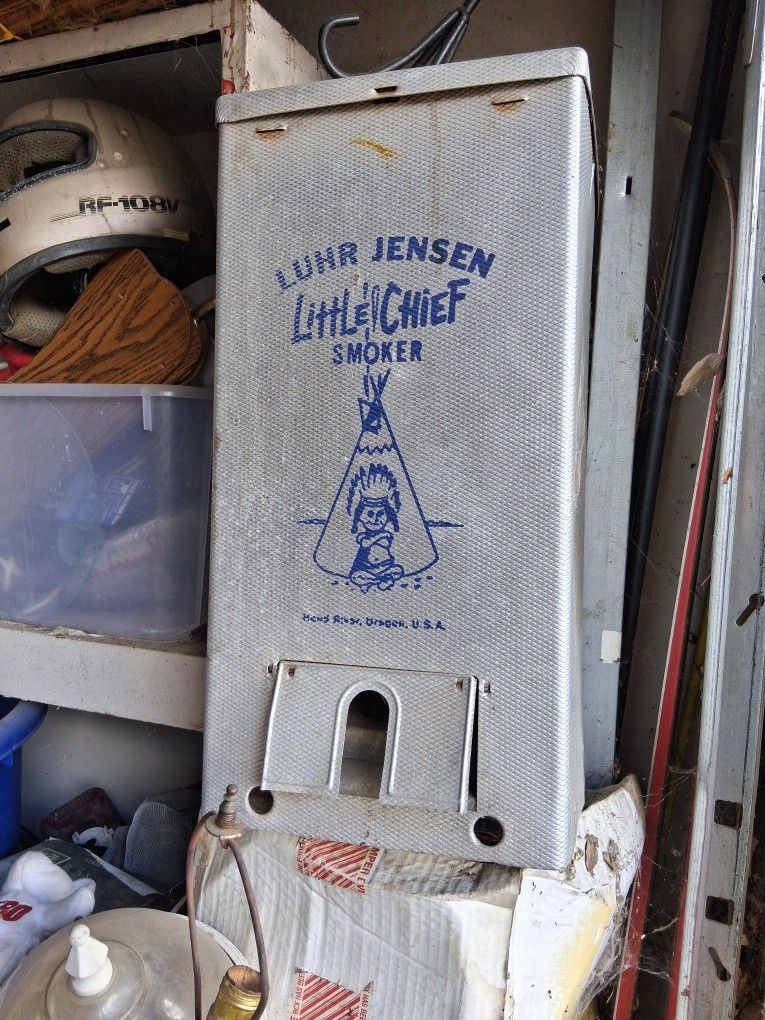 RF-108V
LUHR JENSEN
LittLE CHiEF
SMOKER
Hood River, Oregon, U.S.A.